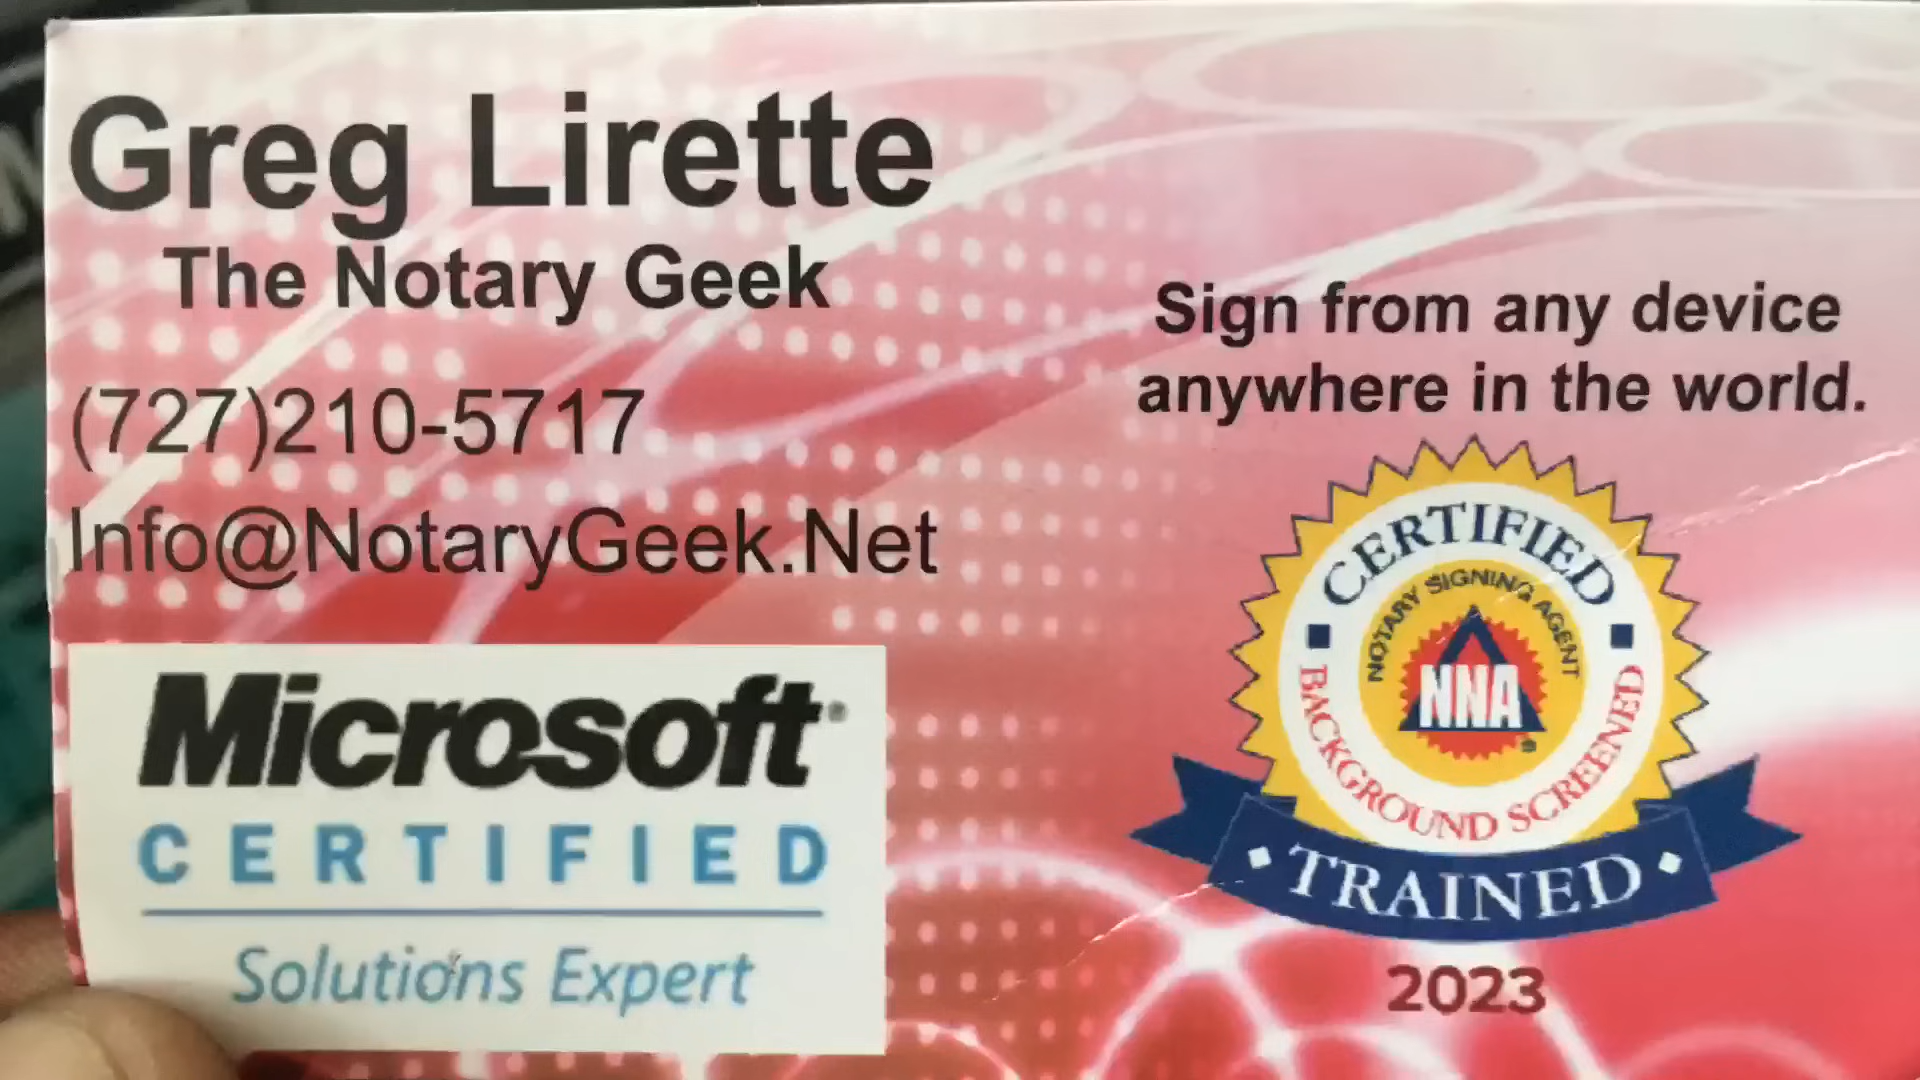 Greg Lirette
The Notary Geek
(727)210-5717
Info@NotaryGeek.Net
Microsoft®
CERTIFIED
Solutions Expert
Sign from any device
anywhere in the world.
CERTIFIED
NOTARY SIGNING AGENT
NNA®
BACKGROUND SCREENED
TRAINED
2023